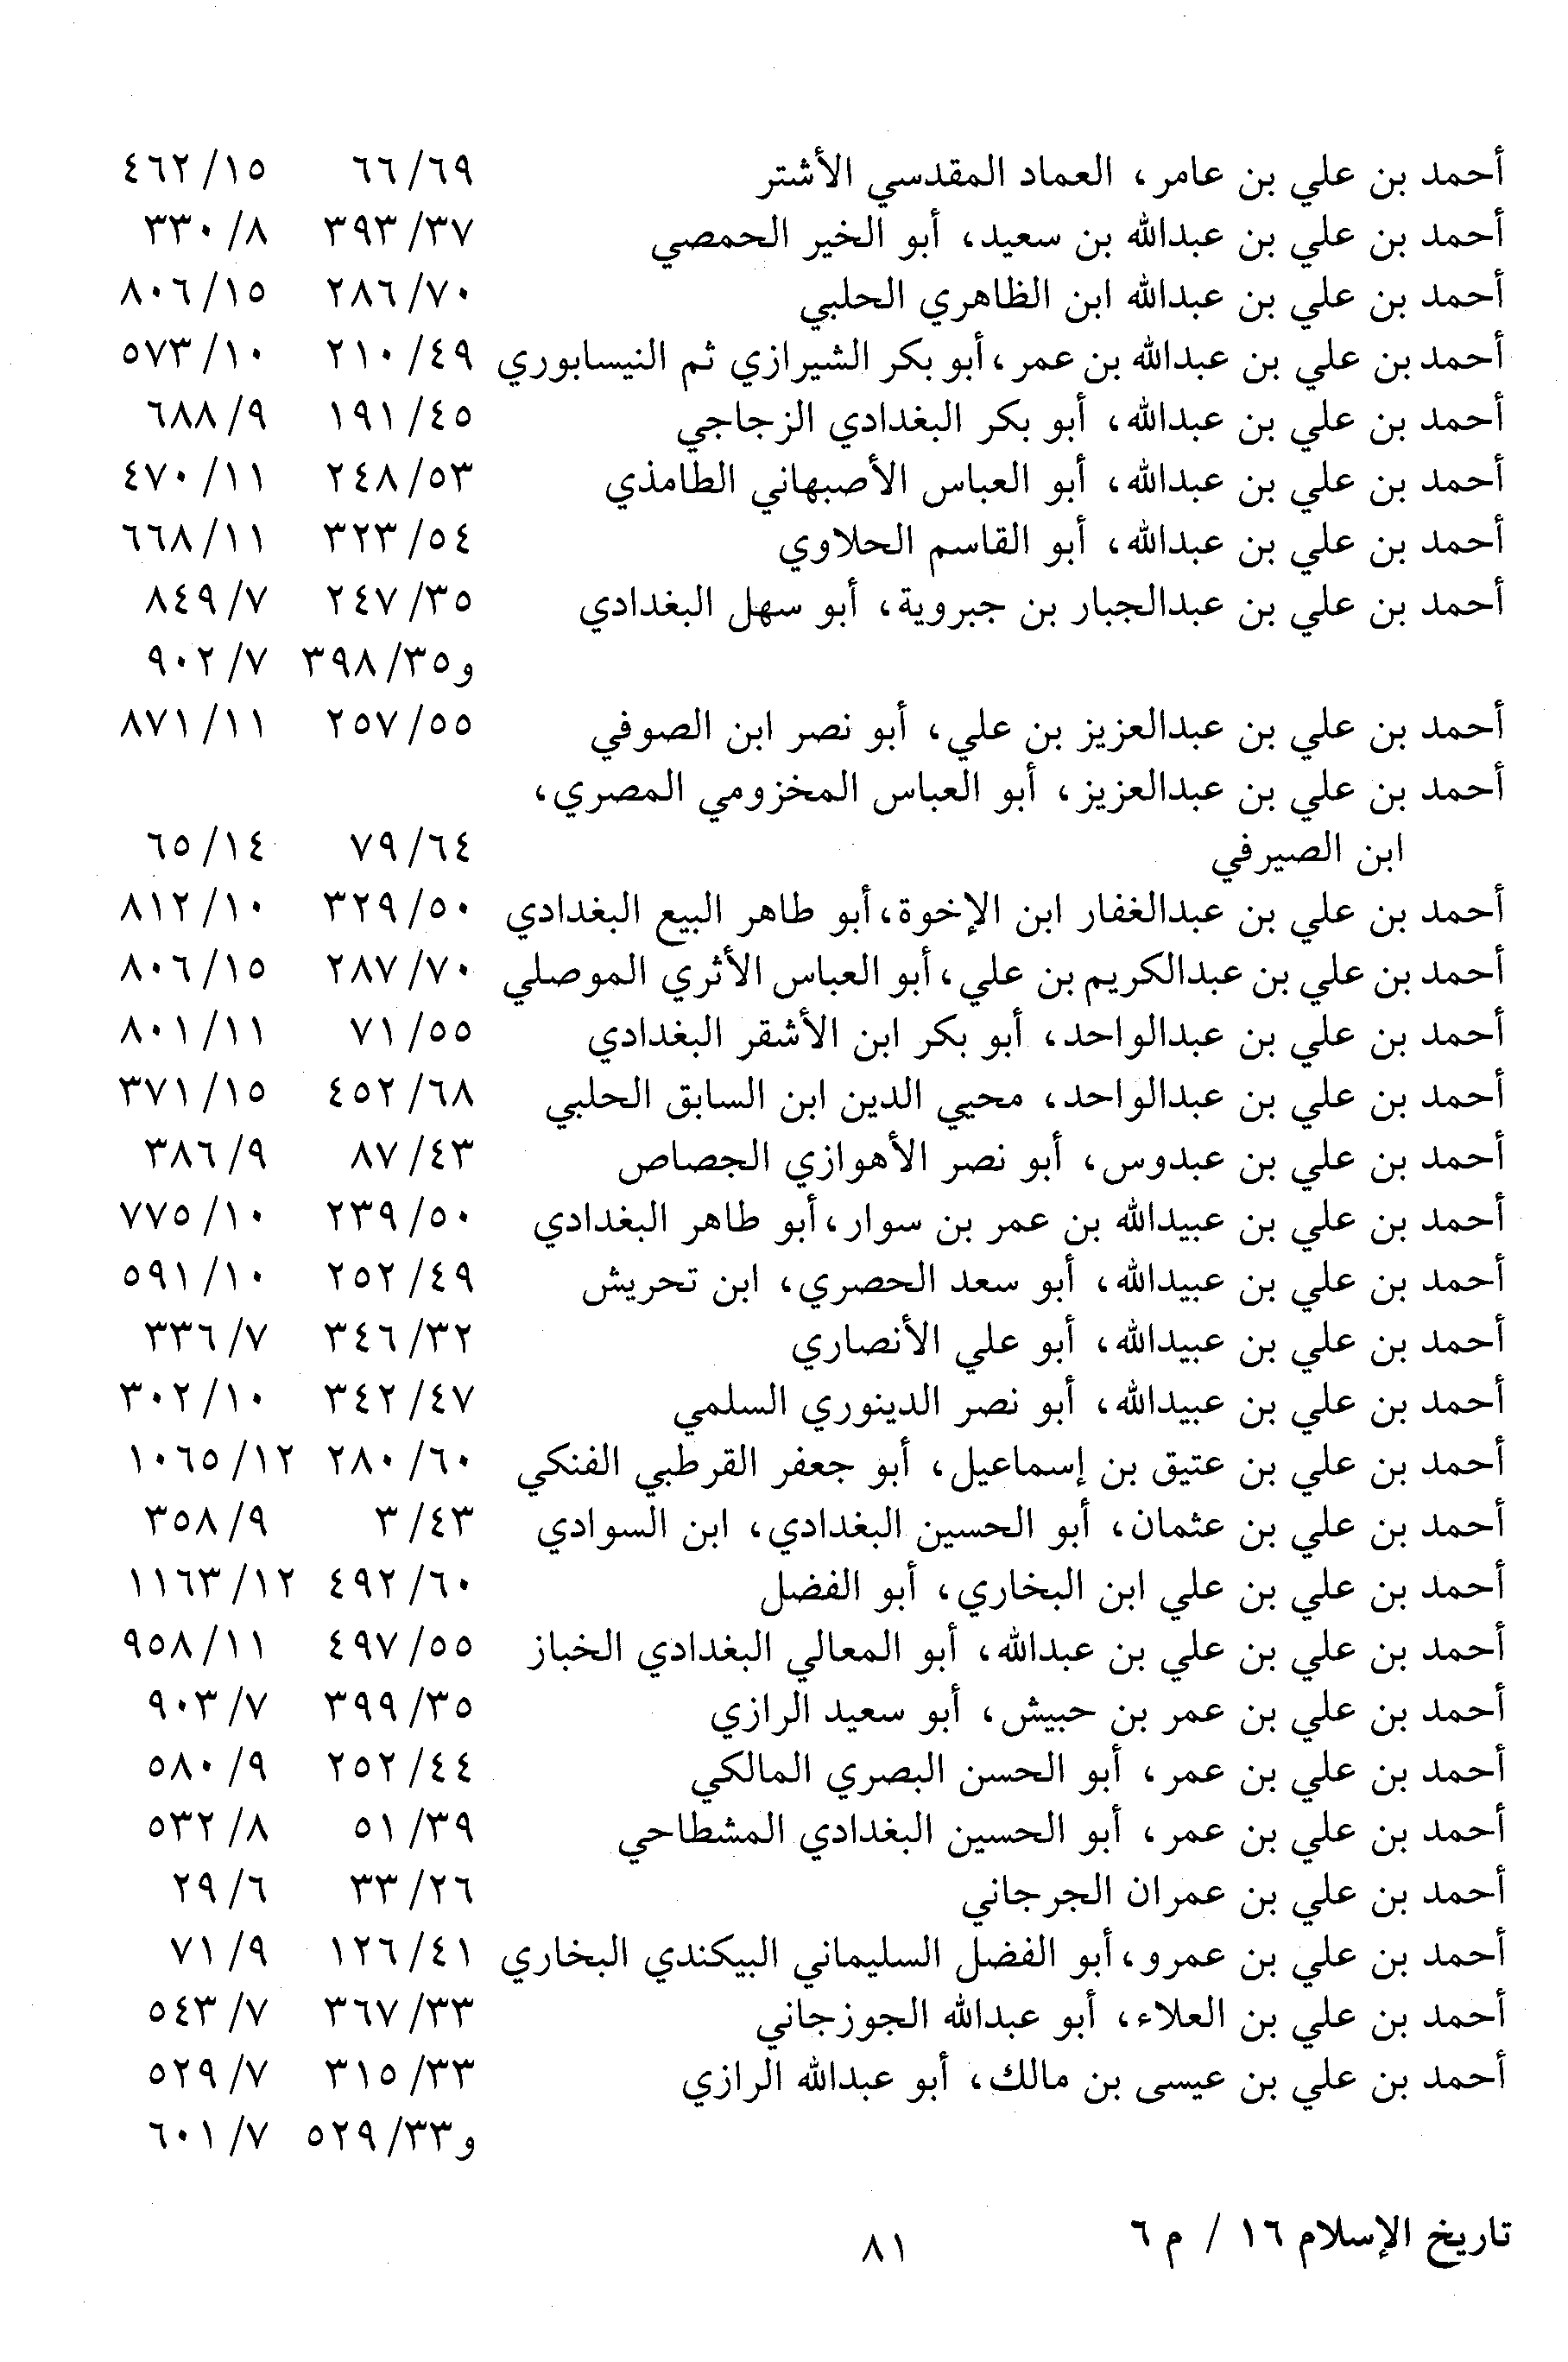 أحمد بن علي بن عامر، العماد المقدسي الأشتر ٦٦/٦٩ ٤٦٢/١٥
أحمد بن علي بن عبدالله بن سعيد، أبو الخير الحمصي ٣٩٣/٣٧ ٣٣٠/٨
أحمد بن علي بن عبدالله ابن الظاهري الحلبي ٢٨٦/٧٠ ٨٠٦/١٥
أحمد بن علي بن عبدالله بن عمر، أبو بكر الشيرازي ثم النيسابوري ٢١٠/٤٩ ٥٧٣/١٠
أحمد بن علي بن عبدالله، أبو بكر البغدادي الزجاجي ١٩١/٤٥ ٦٨٨/٩
أحمد بن علي بن عبدالله، أبو العباس الأصبهاني الطامذي ٢٤٨/٥٣ ٤٧٠/١١
أحمد بن علي بن عبدالله، أبو القاسم الحلاوي ٣٢٣/٥٤ ٦٦٨/١١
أحمد بن علي بن عبدالجبار بن جبروية، أبو سهل البغدادي ٢٤٧/٣٥ ٨٤٩/٧
و٣٩٨/٣٥ ٩٠٢/٧
أحمد بن علي بن عبدالعزيز بن علي، أبو نصر ابن الصوفي ٢٥٧/٥٥ ٨٧١/١١
أحمد بن علي بن عبدالعزيز، أبو العباس المخزومي المصري،
ابن الصيرفي ٧٩/٦٤ ٦٥/١٤
أحمد بن علي بن عبدالغفار ابن الإخوة، أبو طاهر البيع البغدادي ٣٢٩/٥٠ ٨١٢/١٠
أحمد بن علي بن عبدالكريم بن علي، أبو العباس الأثري الموصلي ٢٨٧/٧٠ ٨٠٦/١٥
أحمد بن علي بن عبدالواحد، أبو بكر ابن الأشقر البغدادي ٧١/٥٥ ٨٠١/١١
أحمد بن علي بن عبدالواحد، محيي الدين ابن السابق الحلبي ٤٥٢/٦٨ ٣٧١/١٥
أحمد بن علي بن عبدوس، أبو نصر الأهوازي الجصاص ٨٧/٤٣ ٣٨٦/٩
أحمد بن علي بن عبيدالله بن عمر بن سوار، أبو طاهر البغدادي ٢٣٩/٥٠ ٧٧٥/١٠
أحمد بن علي بن عبيدالله، أبو سعد الحصري، ابن تحريش ٢٥٢/٤٩ ٥٩١/١٠
أحمد بن علي بن عبيدالله، أبو علي الأنصاري ٣٤٦/٣٢ ٣٣٦/٧
أحمد بن علي بن عبيدالله، أبو نصر الدينوري السلمي ٣٤٢/٤٧ ٣٠٢/١٠
أحمد بن علي بن عتيق بن إسماعيل، أبو جعفر القرطبي الفنكي ٢٨٠/٦٠ ١٠٦٥/١٢
أحمد بن علي بن عثمان، أبو الحسين البغدادي، ابن السوادي ٣/٤٣ ٣٥٨/٩
أحمد بن علي بن علي ابن البخاري، أبو الفضل ٤٩٢/٦٠ ١١٦٣/١٢
أحمد بن علي بن علي بن عبدالله، أبو المعالي البغدادي الخباز ٤٩٧/٥٥ ٩٥٨/١١
أحمد بن علي بن عمر بن حبيش، أبو سعيد الرازي ٣٩٩/٣٥ ٩٠٣/٧
أحمد بن علي بن عمر، أبو الحسن البصري المالكي ٢٥٢/٤٤ ٥٨٠/٩
أحمد بن علي بن عمر، أبو الحسين البغدادي المشطاحي ٥١/٣٩ ٥٣٢/٨
أحمد بن علي بن عمران الجرجاني ٣٣/٢٦ ٢٩/٦
أحمد بن علي بن عمرو، أبو الفضل السليماني البيكندي البخاري ١٢٦/٤١ ٧١/٩
أحمد بن علي بن العلاء، أبو عبدالله الجوزجاني ٣٦٧/٣٣ ٥٤٣/٧
أحمد بن علي بن عيسى بن مالك، أبو عبدالله الرازي ٣١٥/٣٣ ٥٢٩/٧
و٥٢٩/٣٣ ٦٠١/٧
تاريخ الإسلام ١٦ / م ٦
٨١